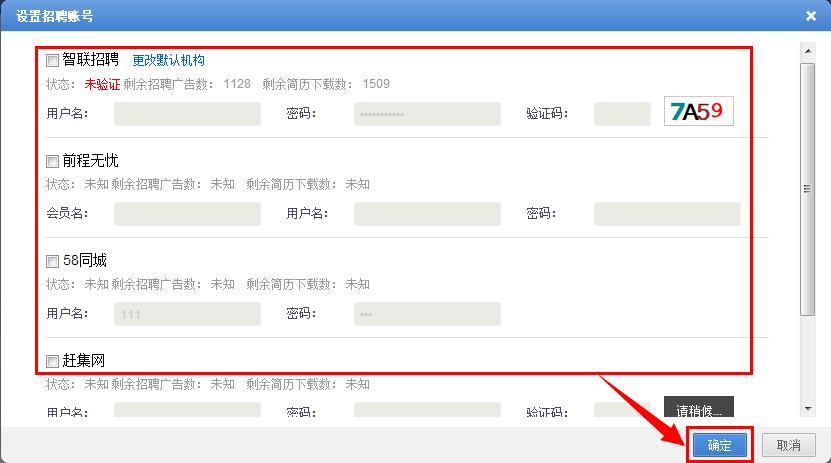 设置招聘账号
智联招聘 更改默认机构
状态： 未验证 剩余招聘广告数： 1128 剩余简历下载数： 1509
用户名： 密码： •••••••••••• 验证码： 7A59
前程无忧
状态： 未知 剩余招聘广告数： 未知 剩余简历下载数： 未知
会员名： 用户名： 密码：
58同城
状态： 未知 剩余招聘广告数： 未知 剩余简历下载数： 未知
用户名： 111 密码： •••
赶集网
状态： 未知 剩余招聘广告数： 未知 剩余简历下载数： 未知
用户名： 密码： 验证码： 请稍候...
确定 取消